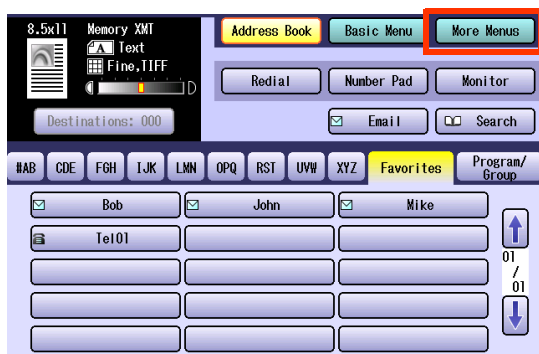 8.5x11 Memory XMT
A Text
Fine,TIFF
D
Destinations: 000
Address Book Basic Menu More Menus
Redial Number Pad Monitor
Email Search
#AB CDE FGH IJK LMN OPQ RST UVW XYZ Favorites Program/
Group
Bob John Mike
Tel01
01
/
01